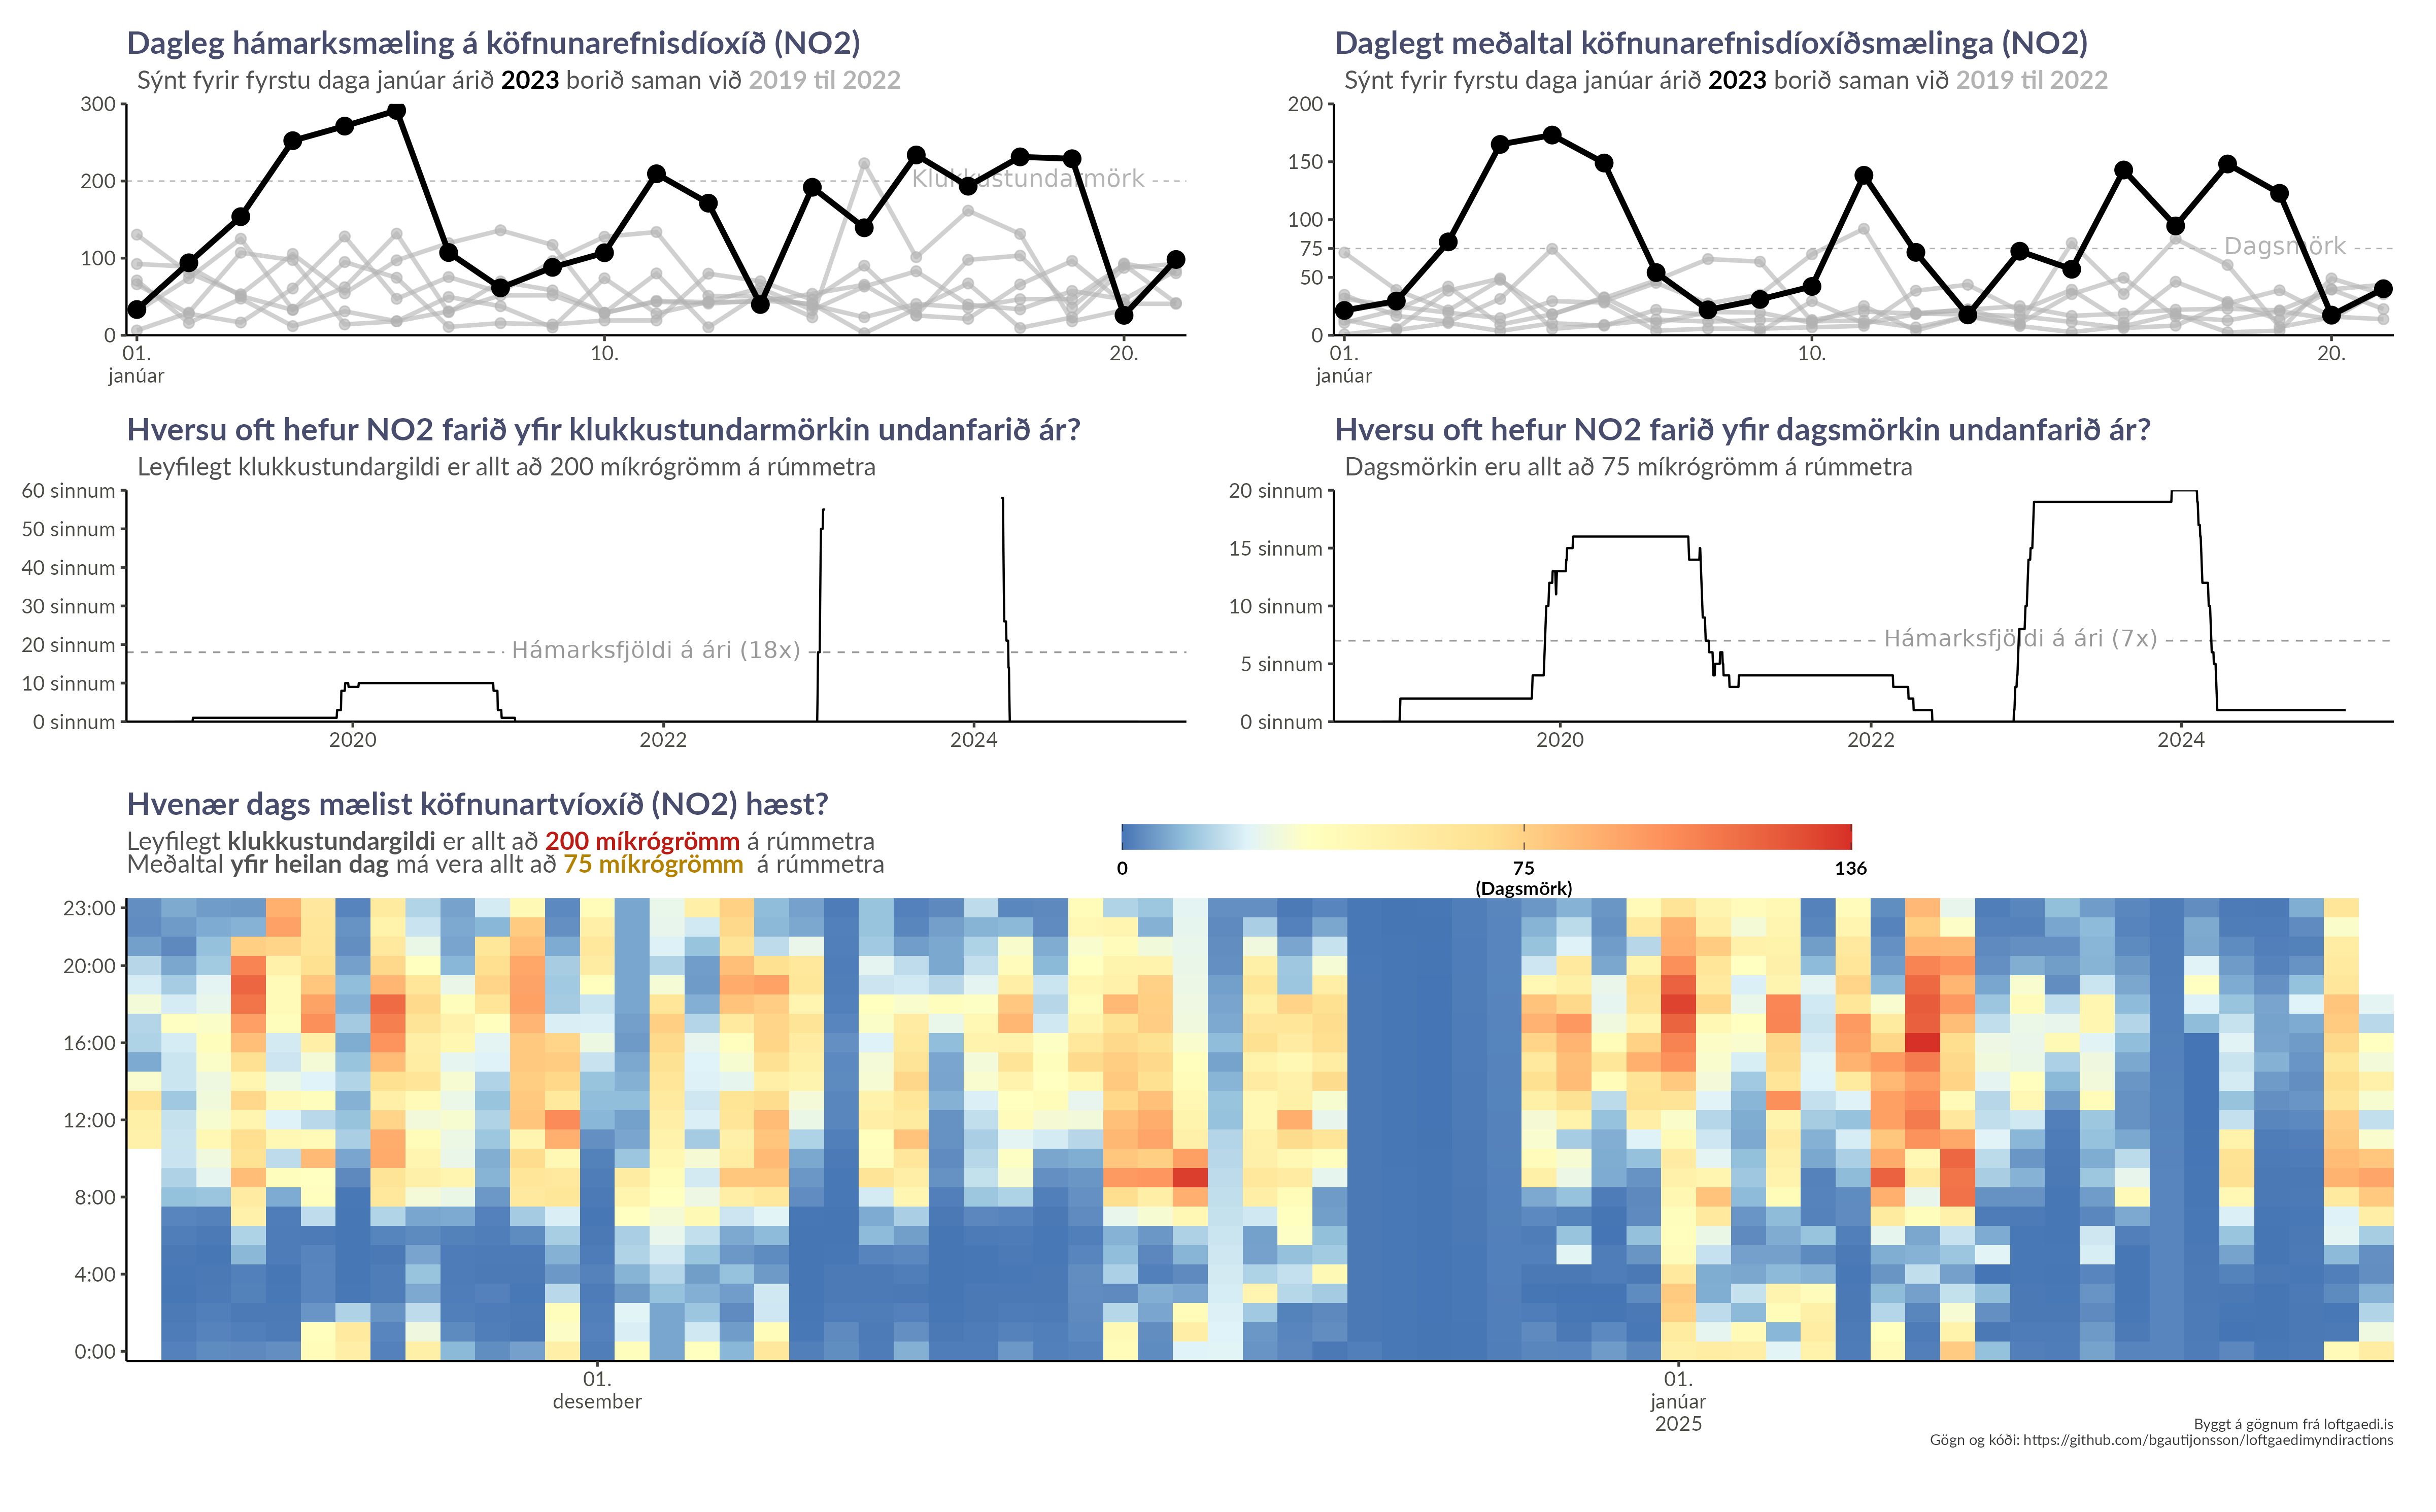 Dagleg hámarksmæling á köfnunarefnisdíoxíð (NO2)
Sýnt fyrir fyrstu daga janúar árið 2023 borið saman við 2019 til 2022
300
200
100
0
Klukkustundarmörk
01.
janúar
10.
20.
Daglegt meðaltal köfnunarefnisdíoxíðsmælinga (NO2)
Sýnt fyrir fyrstu daga janúar árið 2023 borið saman við 2019 til 2022
200
150
100
75
50
0
Dagsmörk
01.
janúar
10.
20.
Hversu oft hefur NO2 farið yfir klukkustundarmörkin undanfarið ár?
Leyfilegt klukkustundargildi er allt að 200 míkrógrömm á rúmmetra
60 sinnum
50 sinnum
40 sinnum
30 sinnum
20 sinnum
10 sinnum
0 sinnum
Hámarksfjöldi á ári (18x)
2020
2022
2024
Hversu oft hefur NO2 farið yfir dagsmörkin undanfarið ár?
Dagsmörkin eru allt að 75 míkrógrömm á rúmmetra
20 sinnum
15 sinnum
10 sinnum
5 sinnum
0 sinnum
Hámarksfjöldi á ári (7x)
2020
2022
2024
Hvenær dags mælist köfnunartvíoxíð (NO2) hæst?
Leyfilegt klukkustundargildi er allt að 200 míkrógrömm á rúmmetra
Meðaltal yfir heilan dag má vera allt að 75 míkrógrömm á rúmmetra
0
75
(Dagsmörk)
136
23:00
20:00
16:00
12:00
8:00
4:00
0:00
01.
desember
01.
janúar
2025
Byggt á gögnum frá loftgaedi.is
Gögn og kóði: https://github.com/bgautijonsson/loftgaedimyndiractions